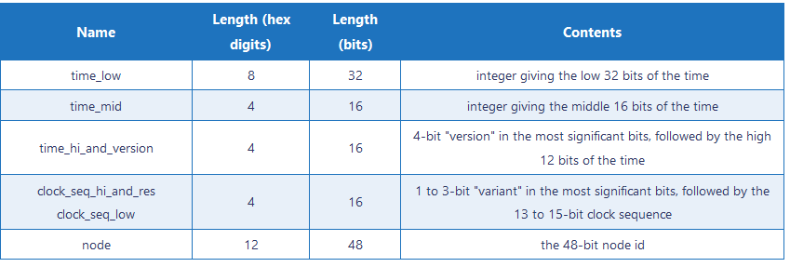 Name
Length (hex
digits)
Length
(bits)
Contents
time_low
8
32
integer giving the low 32 bits of the time
time_mid
4
16
integer giving the middle 16 bits of the time
time_hi_and_version
4
16
4-bit "version" in the most significant bits, followed by the high
12 bits of the time
clock_seq_hi_and_res
clock_seq_low
4
16
1 to 3-bit "variant" in the most significant bits, followed by the
13 to 15-bit clock sequence
node
12
48
the 48-bit node id